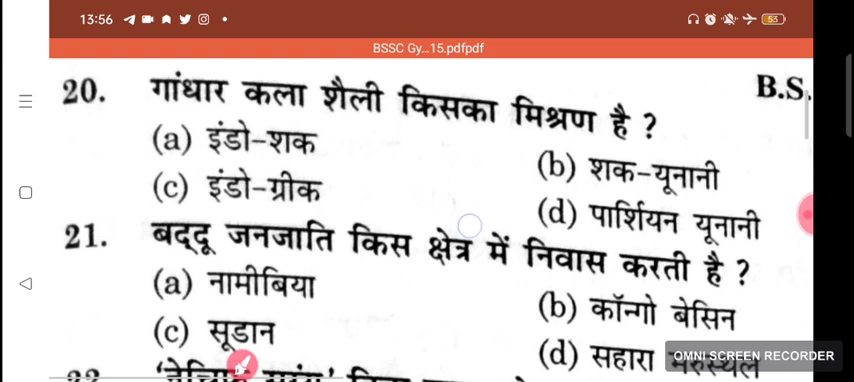 13:56
53
BSSC Gy...15.pdfpdf
B.S.
20. गांधार कला शैली किसका मिश्रण है ?
(a) इंडो-शक
(b) शक-यूनानी
(c) इंडो-ग्रीक
(d) पार्शियन यूनानी
21. बद्दू जनजाति किस क्षेत्र में निवास करती है ?
(a) नामीबिया
(b) कॉन्गो बेसिन
(c) सूडान
(d) सहारा मरुस्थल
OMNI SCREEN RECORDER